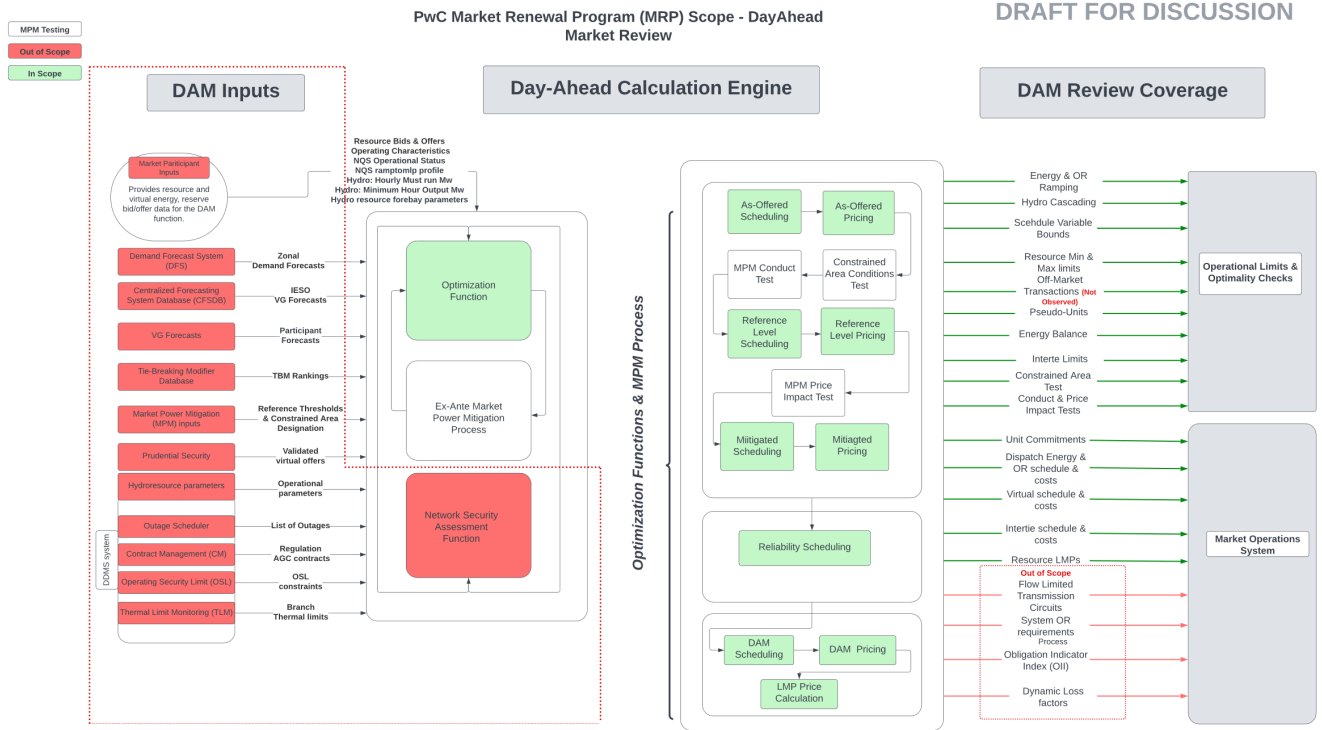 PwC Market Renewal Program (MRP) Scope - DayAhead
Market Review
DRAFT FOR DISCUSSION
MPM Testing
Out of Scope
In Scope
DAM Inputs
Day-Ahead Calculation Engine
DAM Review Coverage
Market Pariticipant
Inputs
Provides resource and
virtual energy, reserve
bid/offer data for the DAM
function.
Resource Bids & Offers
Operating Characteristics
NQS Operational Status
NQS ramptomlp profile
Hydro: Hourly Must run Mw
Hydro: Minimum Hour Output Mw
Hydro resource forebay parameters
Demand Forecast System
(DFS)
Zonal
Demand Forecasts
Centralized Forecasting
System Database (CFSDB)
IESO
VG Forecasts
VG Forecasts
Participant
Forecasts
Tie-Breaking Modifier
Database
TBM Rankings
Market Power Mitigation
(MPM) inputs
Reference Thresholds
& Constrained Area
Designation
Prudential Security
Validated
virtual offers
Hydroresource parameters
Operational
parameters
DDMS system
Outage Scheduler
List of Outages
Contract Management (CM)
Regulation
AGC contracts
Operating Security Limit (OSL)
OSL
constraints
Thermal Limit Monitoring (TLM)
Branch
Thermal limits
Optimization
Function
Ex-Ante Market
Power Mitigation
Process
Network Security
Assessment
Function
Optimization Functions & MPM Process
As-Offered
Scheduling
As-Offered
Pricing
MPM Conduct
Test
Constrained
Area Conditions
Test
Reference
Level
Scheduling
Reference
Level Pricing
MPM Price
Impact Test
Mitigated
Scheduling
Mitiagted
Pricing
Reliability Scheduling
DAM
Scheduling
DAM Pricing
LMP Price
Calculation
Energy & OR
Ramping
Hydro Cascading
Scehdule Variable
Bounds
Resource Min &
Max limits
Off-Market
Transactions (Not
Observed)
Pseudo-Units
Energy Balance
Interte Limits
Constrained Area
Test
Conduct & Price
Impact Tests
Operational Limits &
Optimality Checks
Unit Commitments
Dispatch Energy &
OR schedule &
costs
Virtual schedule &
costs
Intertie schedule &
costs
Resource LMPs
Out of Scope
Flow Limited
Transmission
Circuits
System OR
requirements
Process
Obligation Indicator
Index (OII)
Dynamic Loss
factors
Market Operations
System